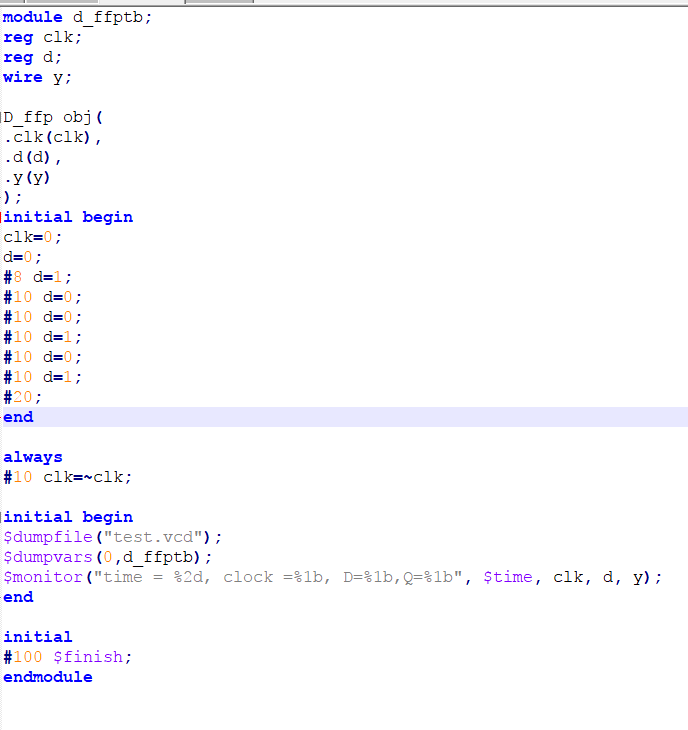 module d_ffptb;
reg clk;
reg d;
wire y;
D_ffp obj(
.clk(clk),
.d(d),
.y(y)
);
initial begin
clk=0;
d=0;
#8 d=1;
#10 d=0;
#10 d=0;
#10 d=1;
#10 d=0;
#10 d=1;
#20;
end
always
#10 clk=~clk;
initial begin
$dumpfile("test.vcd");
$dumpvars(0,d_ffptb);
$monitor("time = %2d, clock =%1b, D=%1b,Q=%1b", $time, clk, d, y);
end
initial
#100 $finish;
endmodule